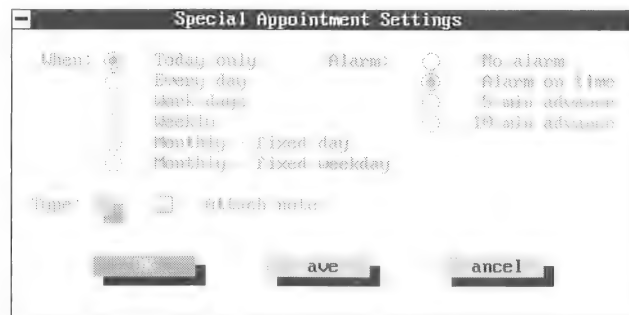 Special Appointment Settings
When: Today only Alarm: No alarm
Every day Alarm on time
Work days 5 min advance
Weekly 10 min advance
Monthly - fixed day
Monthly - fixed weekday
Type: Attach note
OK ave ancel